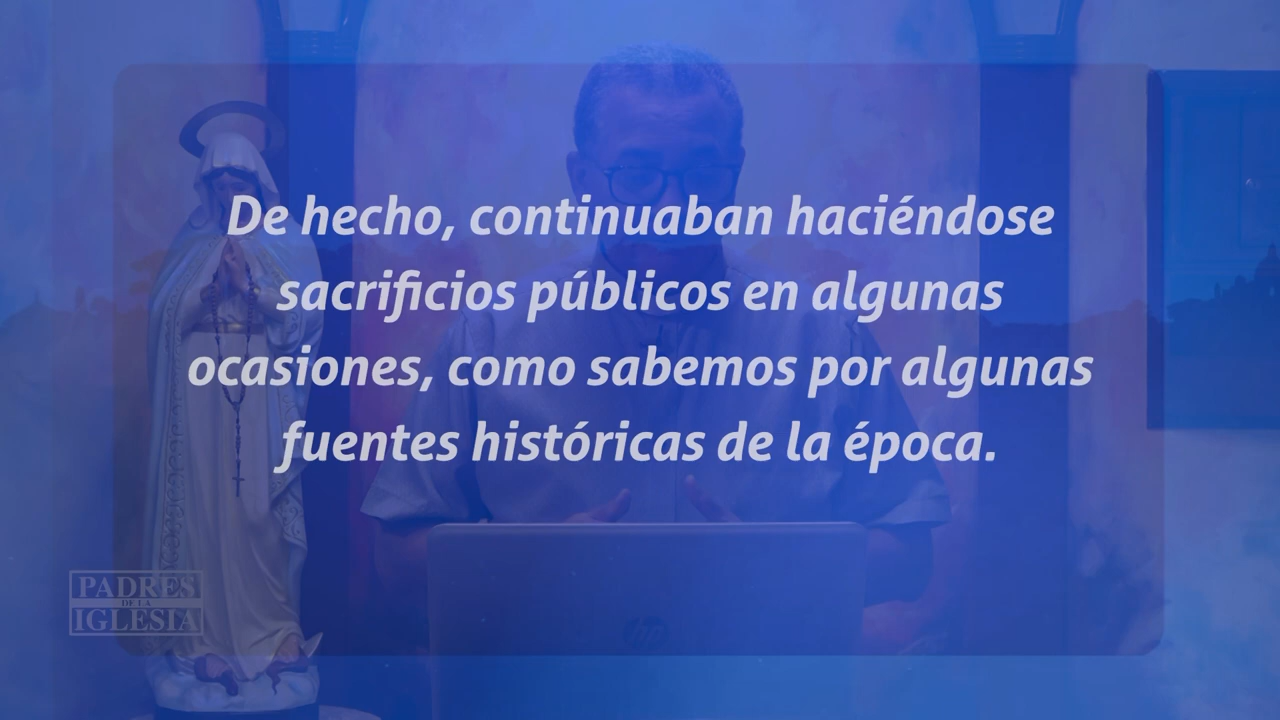 De hecho, continuaban haciéndose
sacrificios públicos en algunas
ocasiones, como sabemos por algunas
fuentes históricas de la época.
PADRES
DE LA
IGLESIA
hp